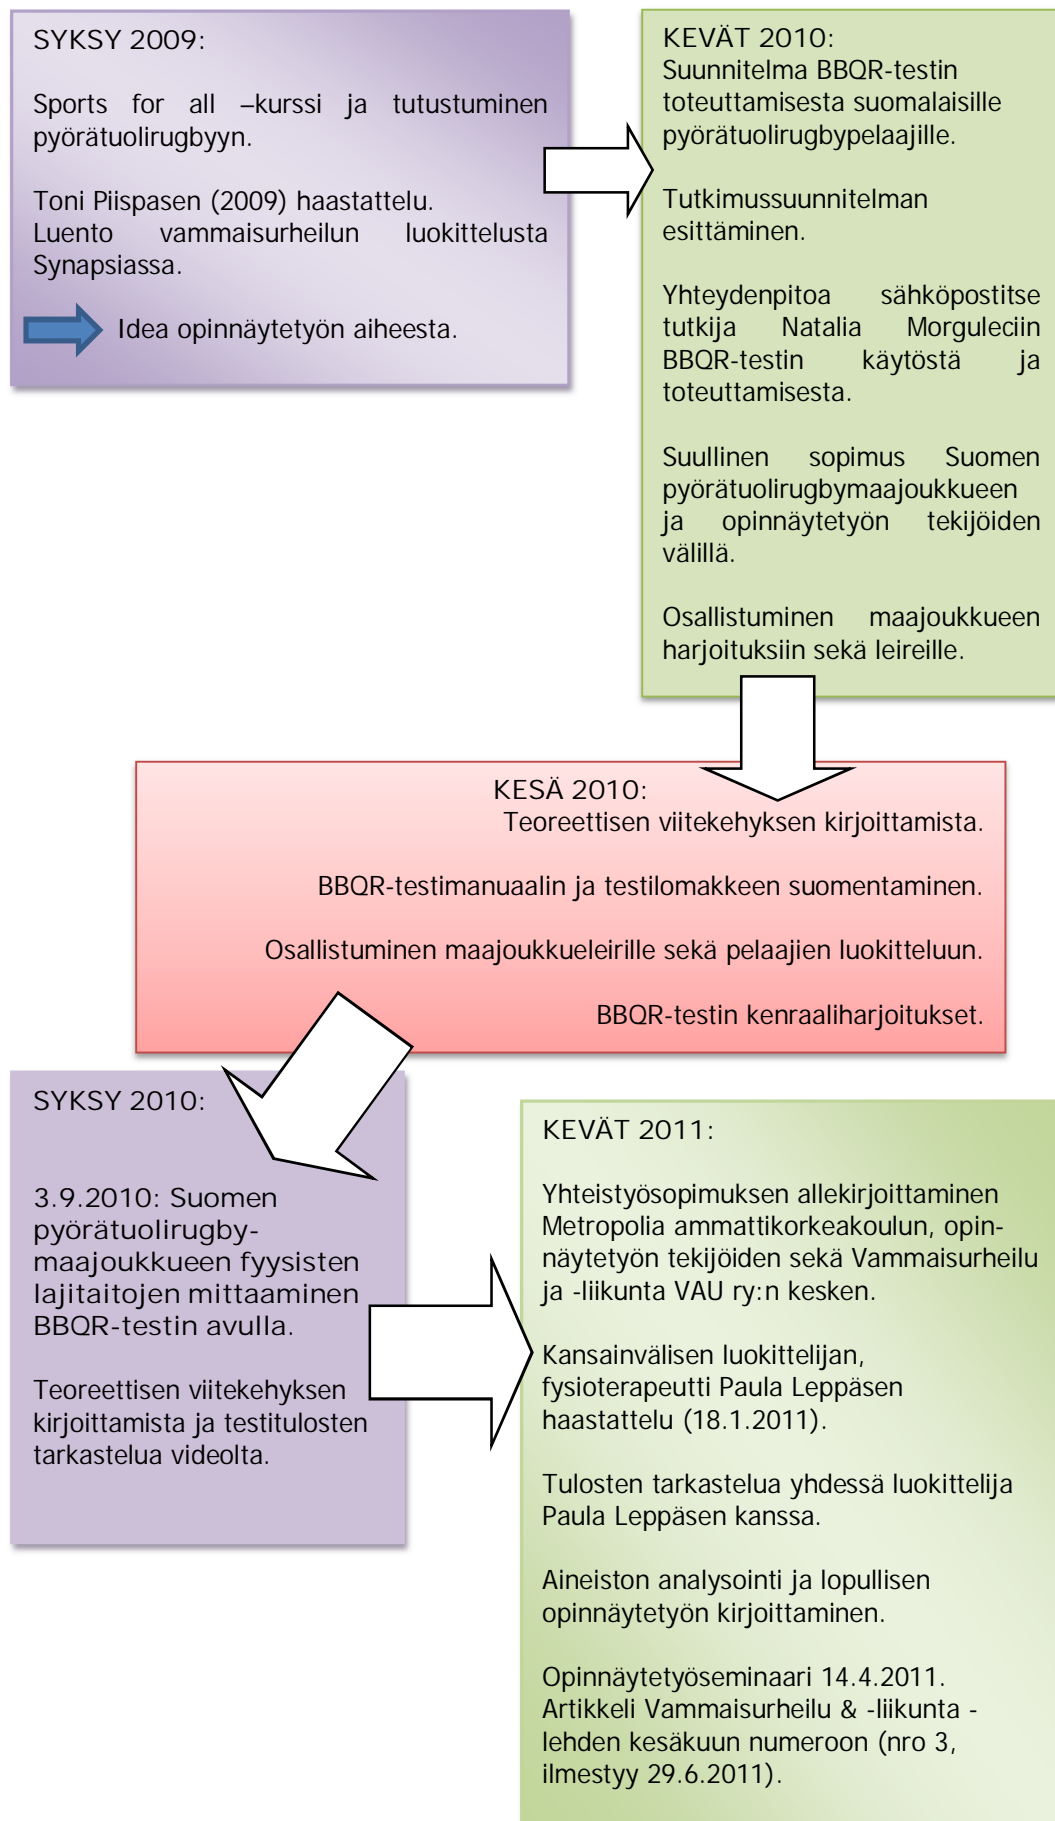 SYKSY 2009:
Sports for all –kurssi ja tutustuminen
pyörätuolirugbyyn.
Toni Piispasen (2009) haastattelu.
Luento vammaisurheilun luokittelusta
Synapsiassa.
Idea opinnäytetyön aiheesta.
KEVÄT 2010:
Suunnitelma BBQR-testin
toteuttamisesta suomalaisille
pyörätuolirugbypelaajille.
Tutkimussuunnitelman
esittäminen.
Yhteydenpitoa sähköpostitse
tutkija Natalia Morguleciin
BBQR-testin käytöstä ja
toteuttamisesta.
Suullinen sopimus Suomen
pyörätuolirugbymaajoukkueen
ja opinnäytetyön tekijöiden
välillä.
Osallistuminen maajoukkueen
harjoituksiin sekä leireille.
KESÄ 2010:
Teoreettisen viitekehyksen kirjoittamista.
BBQR-testimanuaalin ja testilomakkeen suomentaminen.
Osallistuminen maajoukkueleirille sekä pelaajien luokitteluun.
BBQR-testin kenraaliharjoitukset.
SYKSY 2010:
3.9.2010: Suomen
pyörätuolirugby-
maajoukkueen fyysisten
lajitaitojen mittaaminen
BBQR-testin avulla.
Teoreettisen viitekehyksen
kirjoittamista ja testitulosten
tarkastelua videolta.
KEVÄT 2011:
Yhteistyösopimuksen allekirjoittaminen
Metropolia ammattikorkeakoulun, opin-
näytetyön tekijöiden sekä Vammaisurheilu
ja -liikunta VAU ry:n kesken.
Kansainvälisen luokittelijan,
fysioterapeutti Paula Leppäsen
haastattelu (18.1.2011).
Tulosten tarkastelua yhdessä luokittelija
Paula Leppäsen kanssa.
Aineiston analysointi ja lopullisen
opinnäytetyön kirjoittaminen.
Opinnäytetyöseminaari 14.4.2011.
Artikkeli Vammaisurheilu & -liikunta -
lehden kesäkuun numeroon (nro 3,
ilmestyy 29.6.2011).